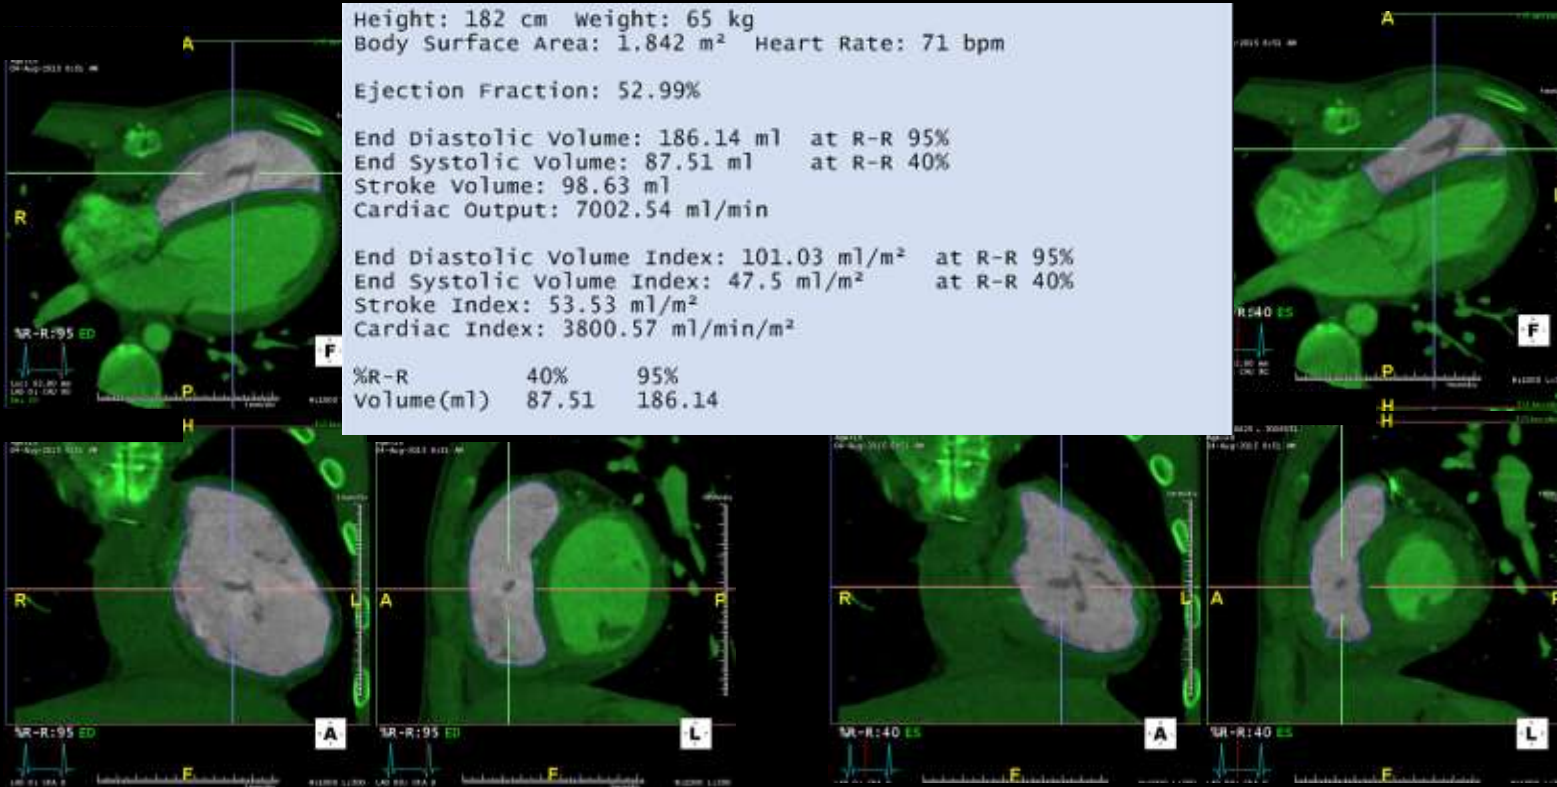 Height: 182 cm Weight: 65 kg
Body Surface Area: 1.842 m² Heart Rate: 71 bpm
Ejection Fraction: 52.99%
End Diastolic Volume: 186.14 ml at R-R 95%
End Systolic Volume: 87.51 ml at R-R 40%
Stroke Volume: 98.63 ml
Cardiac Output: 7002.54 ml/min
End Diastolic Volume Index: 101.03 ml/m² at R-R 95%
End Systolic Volume Index: 47.5 ml/m² at R-R 40%
Stroke Index: 53.53 ml/m²
Cardiac Index: 3800.57 ml/min/m²
%R-R 40% 95%
Volume(ml) 87.51 186.14
A
R
%R-R:95 ED
F
P
A
R:40 ES
F
P
H
H
H
R
L
%R-R:95 ED
A
F
A
P
%R-R:95 ED
L
F
R
L
%R-R:40 ES
A
F
A
%R-R:40 ES
L
F